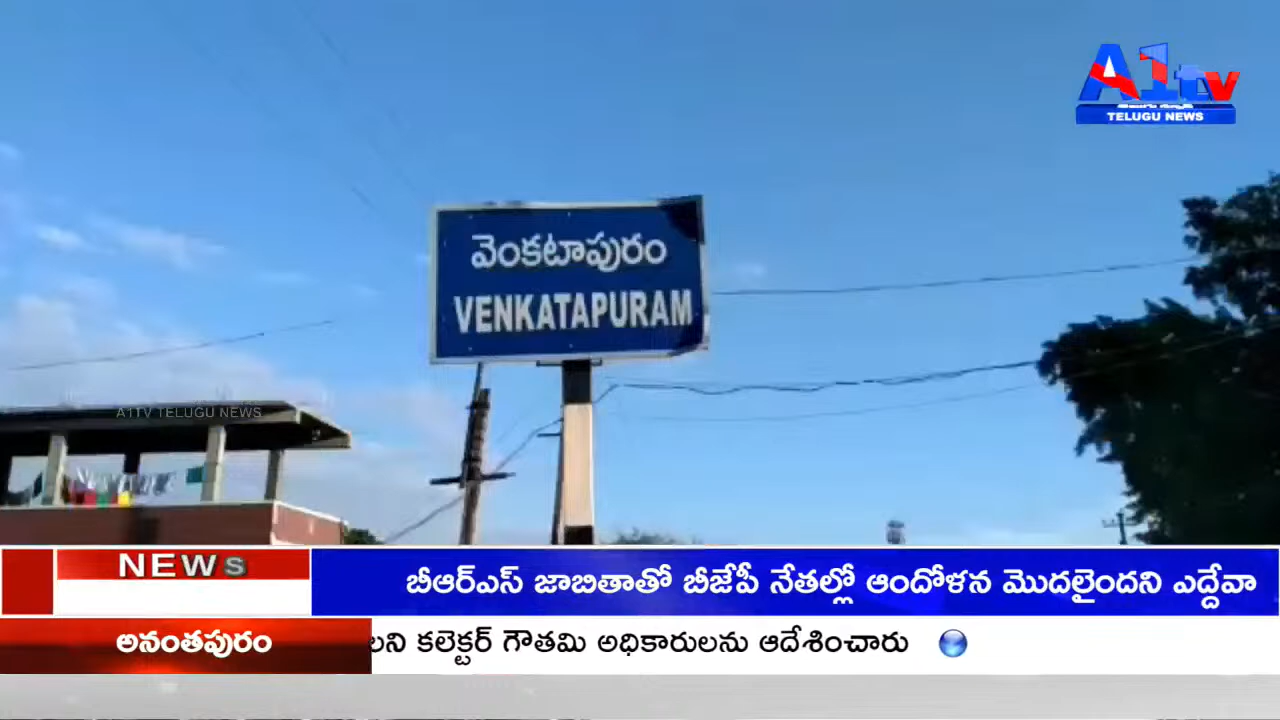 A1tv
తెలుగు న్యూస్
TELUGU NEWS
వెంకటాపురం
VENKATAPURAM
A1TV TELUGU NEWS
NEWS
బీఆర్ఎస్ జాబితాతో బీజేపీ నేతల్లో ఆందోళన మొదలైందని ఎద్దేవా
అనంతపురం
లని కలెక్టర్ గౌతమి అధికారులను ఆదేశించారు